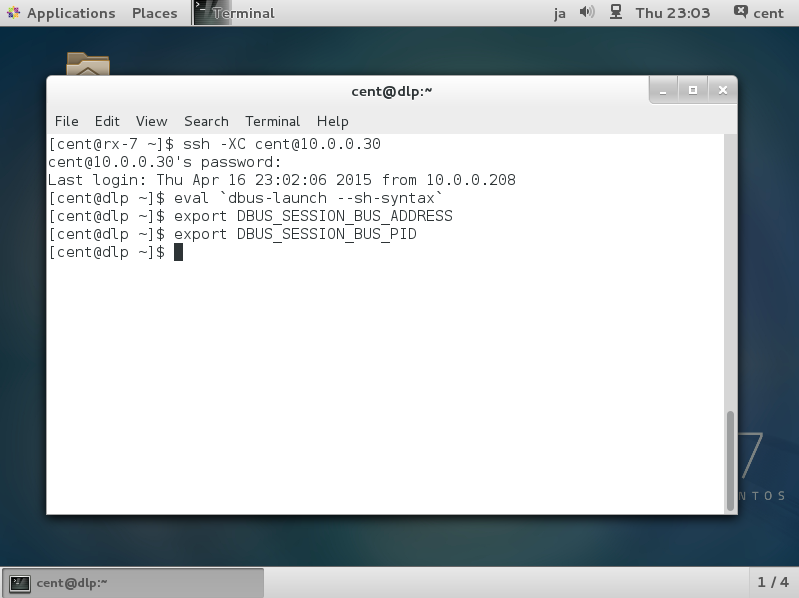 Applications Places Terminal ja Thu 23:03 cent
cent@dlp:~
File Edit View Search Terminal Help
[cent@rx-7 ~]$ ssh -XC cent@10.0.0.30
cent@10.0.0.30's password:
Last login: Thu Apr 16 23:02:06 2015 from 10.0.0.208
[cent@dlp ~]$ eval `dbus-launch --sh-syntax`
[cent@dlp ~]$ export DBUS_SESSION_BUS_ADDRESS
[cent@dlp ~]$ export DBUS_SESSION_BUS_PID
[cent@dlp ~]$
7
NTOS
cent@dlp:~ 1 / 4